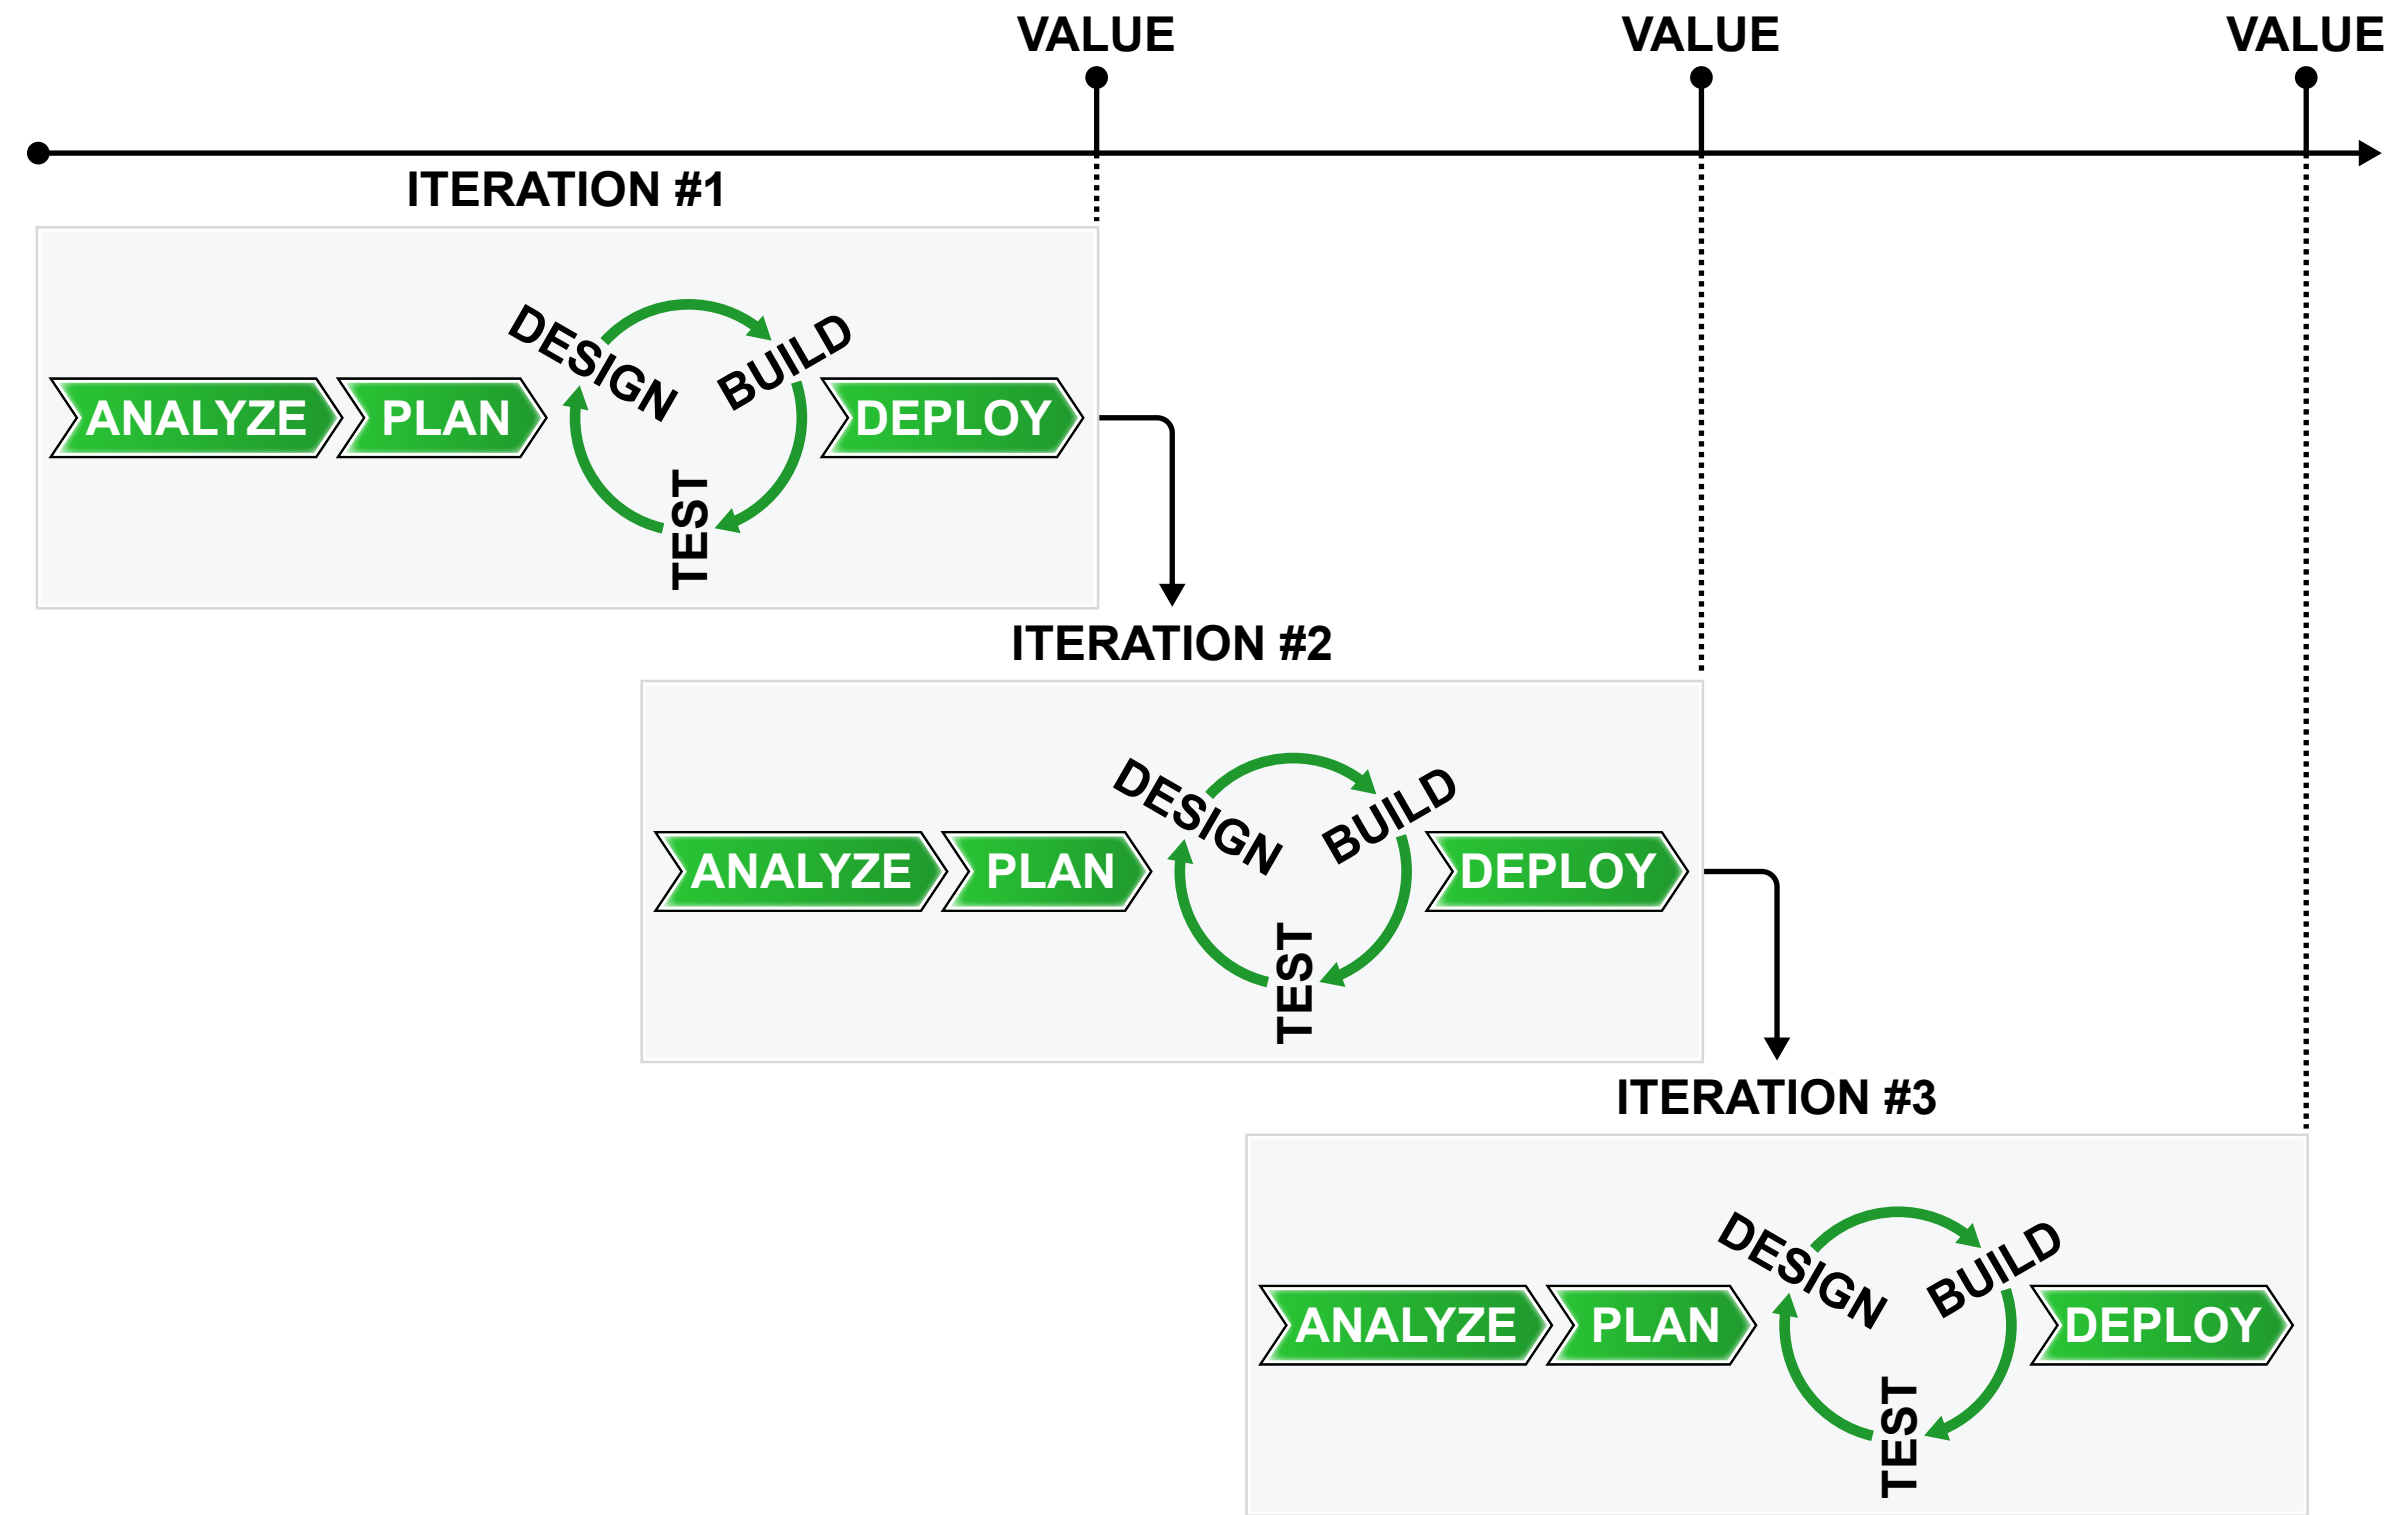 VALUE VALUE VALUE
ITERATION #1
ANALYZE
PLAN
DESIGN
BUILD
TEST
DEPLOY
ITERATION #2
ANALYZE
PLAN
DESIGN
BUILD
TEST
DEPLOY
ITERATION #3
ANALYZE
PLAN
DESIGN
BUILD
TEST
DEPLOY